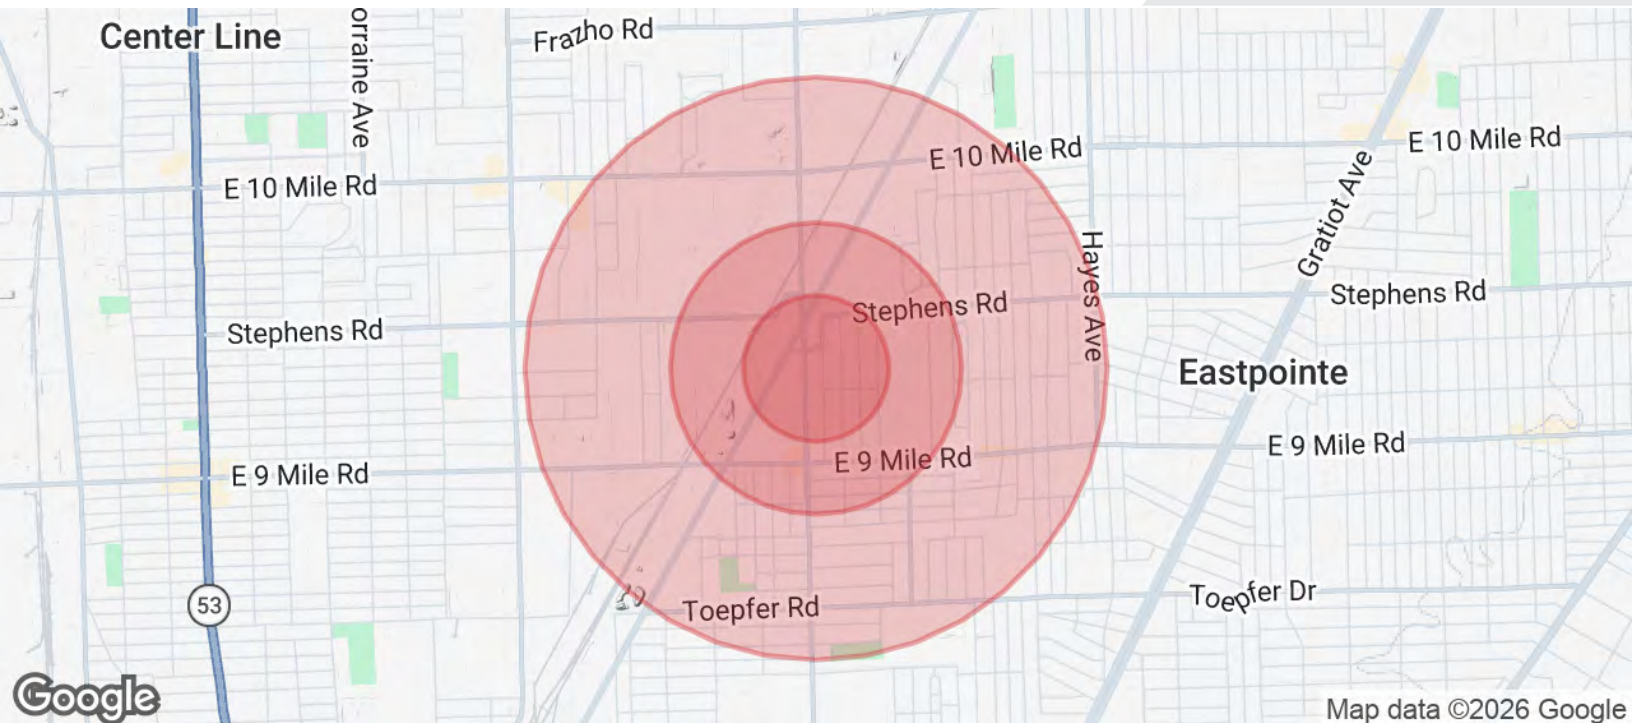 Center Line
orraine Ave
Frazho Rd
E 10 Mile Rd
E 10 Mile Rd
E 10 Mile Rd
Gratiot Ave
Hayes Ave
Stephens Rd
Stephens Rd
Stephens Rd
Eastpointe
E 9 Mile Rd
E 9 Mile Rd
E 9 Mile Rd
53
Toepfer Rd
Toepfer Dr
Google
Map data ©2026 Google